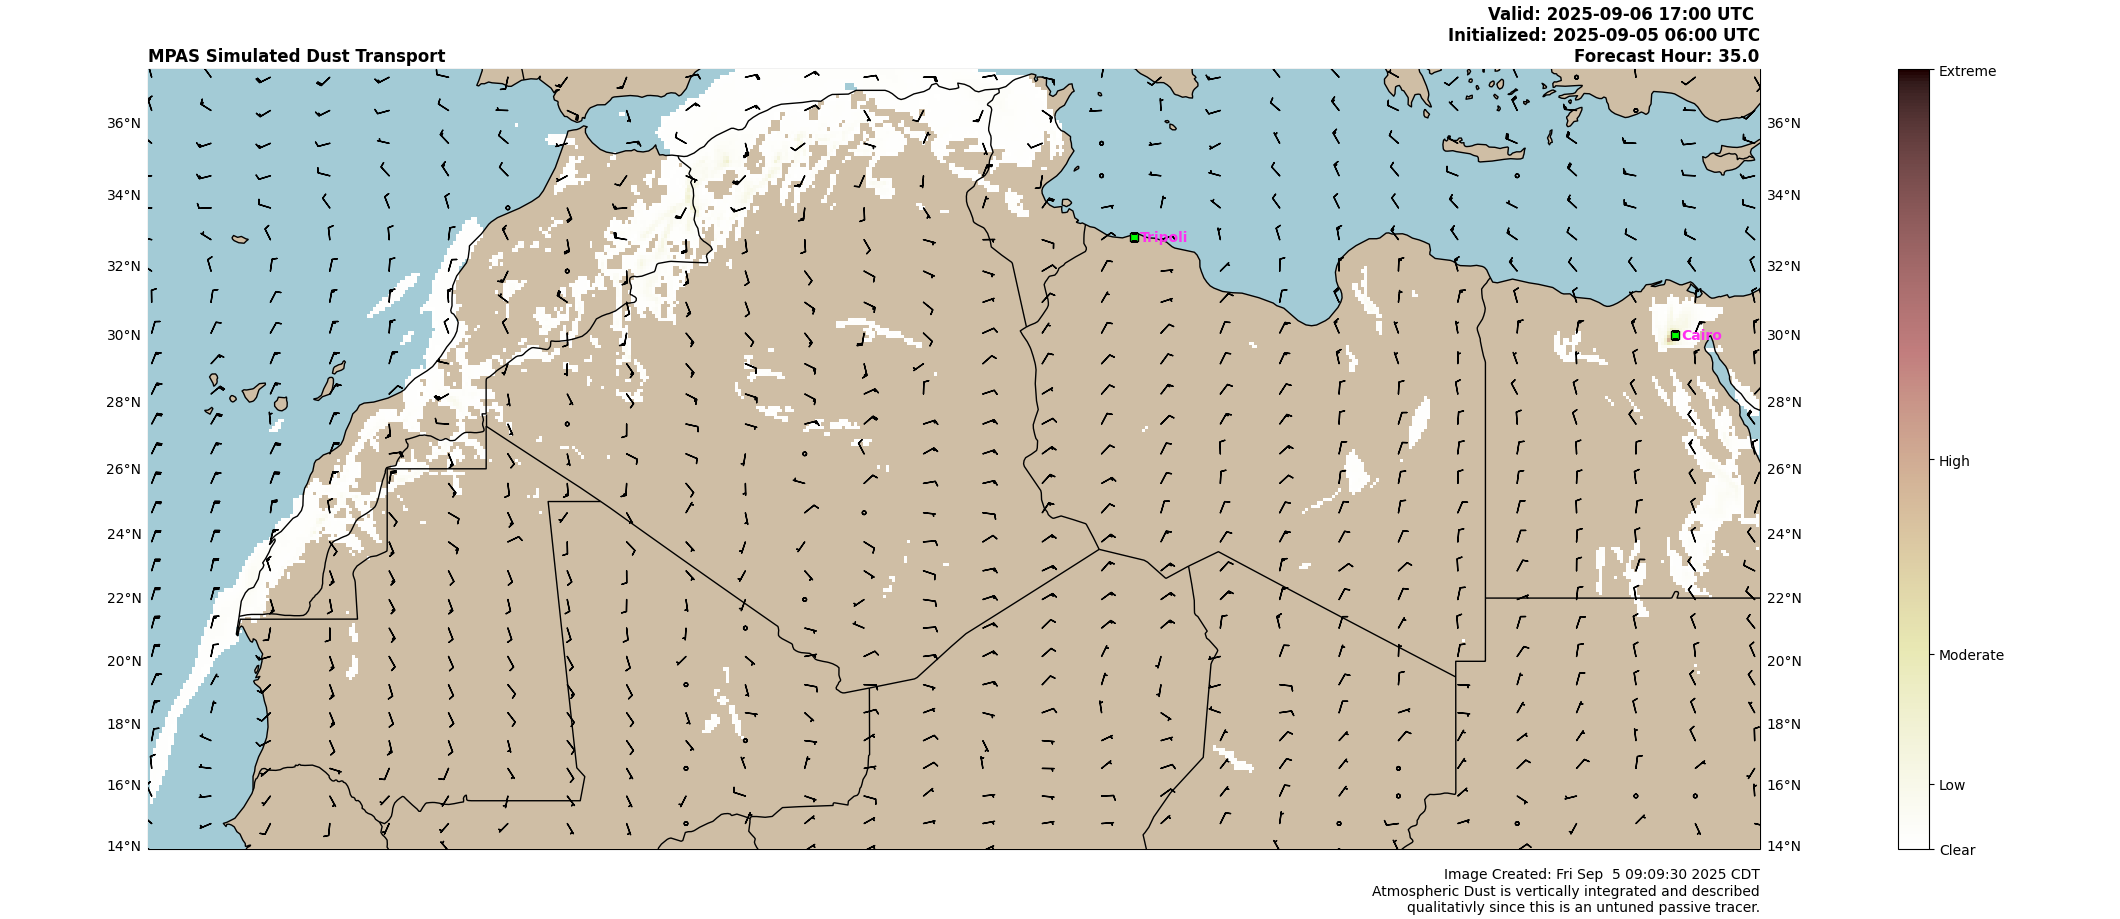 Valid: 2025-09-06 17:00 UTC
Initialized: 2025-09-05 06:00 UTC
MPAS Simulated Dust Transport
Forecast Hour: 35.0
36°N
34°N
32°N
30°N
28°N
26°N
24°N
22°N
20°N
18°N
16°N
14°N
Tripoli
Cairo
36°N
34°N
32°N
30°N
28°N
26°N
24°N
22°N
20°N
18°N
16°N
14°N
Extreme
High
Moderate
Low
Clear
Image Created: Fri Sep  5 09:09:30 2025 CDT
Atmospheric Dust is vertically integrated and described
qualitativly since this is an untuned passive tracer.